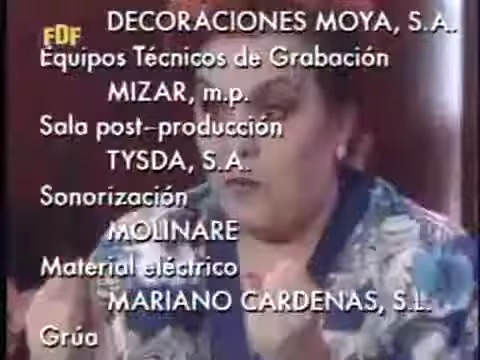 DECORACIONES MOYA, S.A.
FDF
Equipos Técnicos de Grabación
MIZAR, m.p.
Sala post-producción
TYSDA, S.A.
Sonorización
MOLINARE
Material eléctrico
MARIANO CARDENAS, S.L.
Grúa